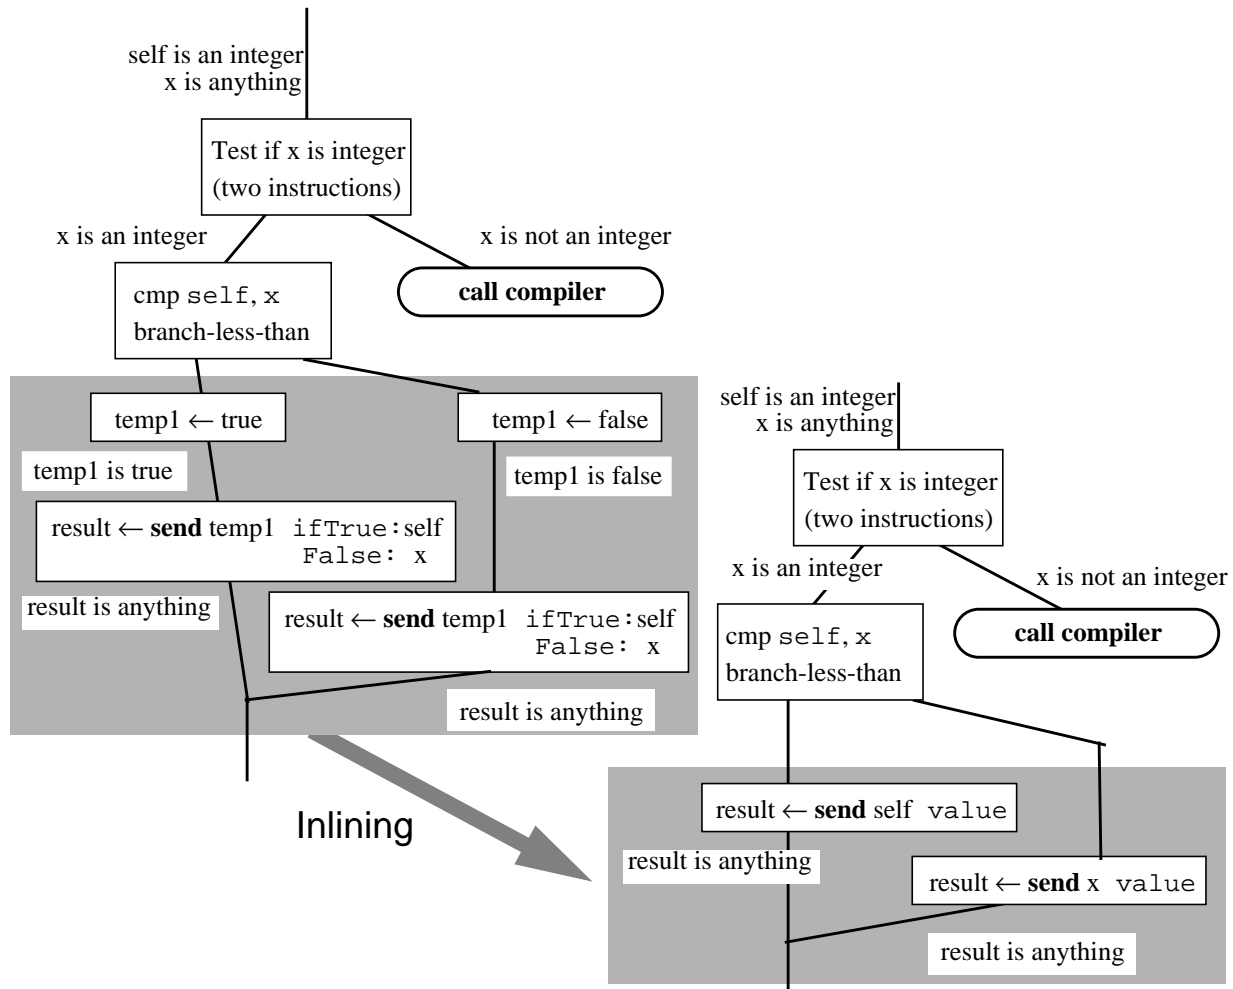 self is an integer
x is anything
Test if x is integer
(two instructions)
x is an integer
x is not an integer
cmp self, x
branch-less-than
call compiler
temp1 ← true
temp1 ← false
temp1 is true
temp1 is false
result ← send temp1 ifTrue:self
False: x
result is anything
result ← send temp1 ifTrue:self
False: x
result is anything
Inlining
self is an integer
x is anything
Test if x is integer
(two instructions)
x is an integer
x is not an integer
cmp self, x
branch-less-than
call compiler
result ← send self value
result is anything
result ← send x value
result is anything